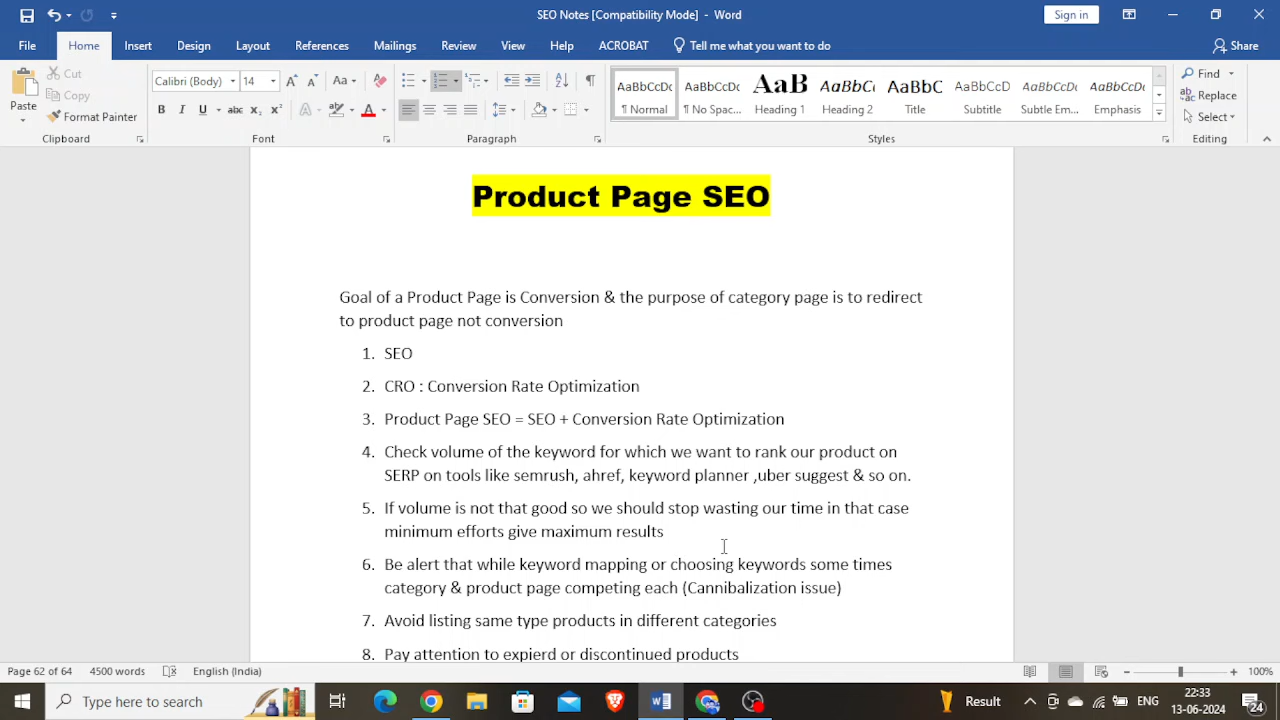 SEO Notes [Compatibility Mode] - Word
Sign in
File Home Insert Design Layout References Mailings Review View Help ACROBAT Tell me what you want to do Share
Paste
Cut
Copy
Format Painter
Clipboard
Calibri (Body) 14
Font
Paragraph
AaBbCcDc AaBbCcDc AaB AaBbC AaBbC AaBbCcD AaBbCcDc AaBbCcDc
¶ Normal ¶ No Spac... Heading 1 Heading 2 Title Subtitle Subtle Em... Emphasis
Styles
Find
Replace
Select
Editing
Product Page SEO
Goal of a Product Page is Conversion & the purpose of category page is to redirect
to product page not conversion
1. SEO
2. CRO : Conversion Rate Optimization
3. Product Page SEO = SEO + Conversion Rate Optimization
4. Check volume of the keyword for which we want to rank our product on
SERP on tools like semrush, ahref, keyword planner ,uber suggest & so on.
5. If volume is not that good so we should stop wasting our time in that case
minimum efforts give maximum results
6. Be alert that while keyword mapping or choosing keywords some times
category & product page competing each (Cannibalization issue)
7. Avoid listing same type products in different categories
8. Pay attention to expierd or discontinued products
Page 62 of 64 4500 words English (India) 100%
Type here to search
Result
ENG
22:33
13-06-2024
24